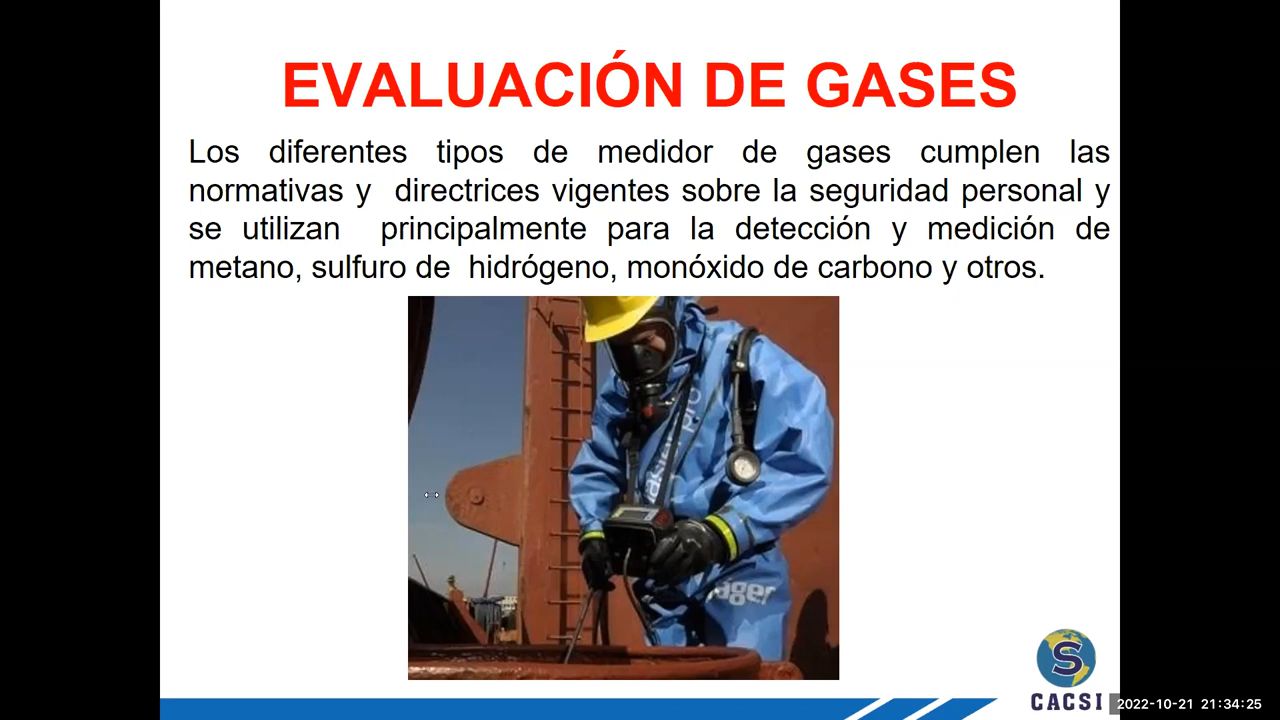 EVALUACIÓN DE GASES
Los diferentes tipos de medidor de gases cumplen las
normativas y directrices vigentes sobre la seguridad personal y
se utilizan principalmente para la detección y medición de
metano, sulfuro de hidrógeno, monóxido de carbono y otros.
pro
äger
S
CACSI
2022-10-21 21:34:25